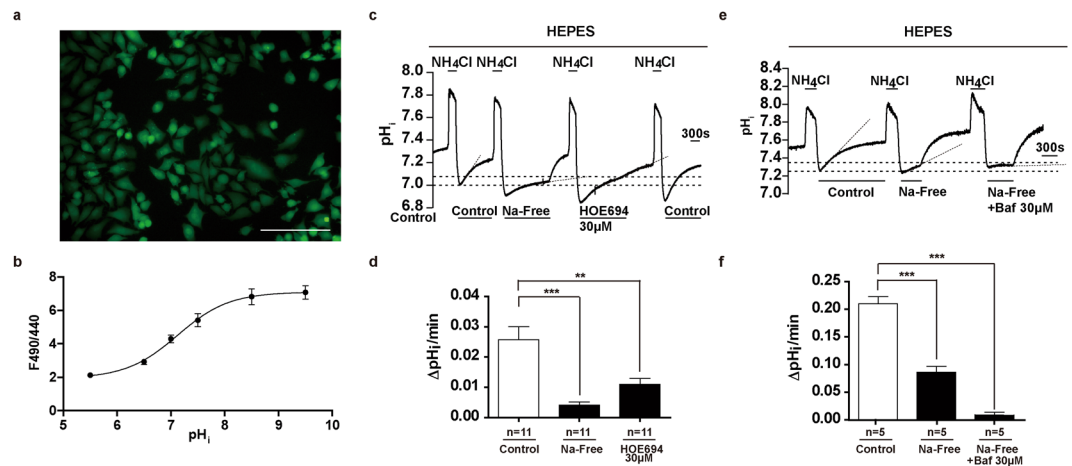 a
b
F490/440
8
6
4
2
0
5
6
7
8
9
10
pHi
c
HEPES
NH4Cl NH4Cl NH4Cl NH4Cl
8.0
7.8
7.6
7.4
7.2
7.0
6.8
pHi
300s
Control
Control Na-Free HOE694 Control
30μM
d
ΔpHi/min
0.04
0.03
0.02
0.01
0.00
**
***
n=11 n=11 n=11
Control Na-Free HOE694
30μM
e
HEPES
NH4Cl NH4Cl NH4Cl
8.4
8.2
8.0
7.8
7.6
7.4
7.2
pHi
300s
Control Na-Free Na-Free
+Baf 30μM
f
ΔpHi/min
0.25
0.20
0.15
0.10
0.05
0.00
***
***
n=5 n=5 n=5
Control Na-Free Na-Free
+Baf 30μM